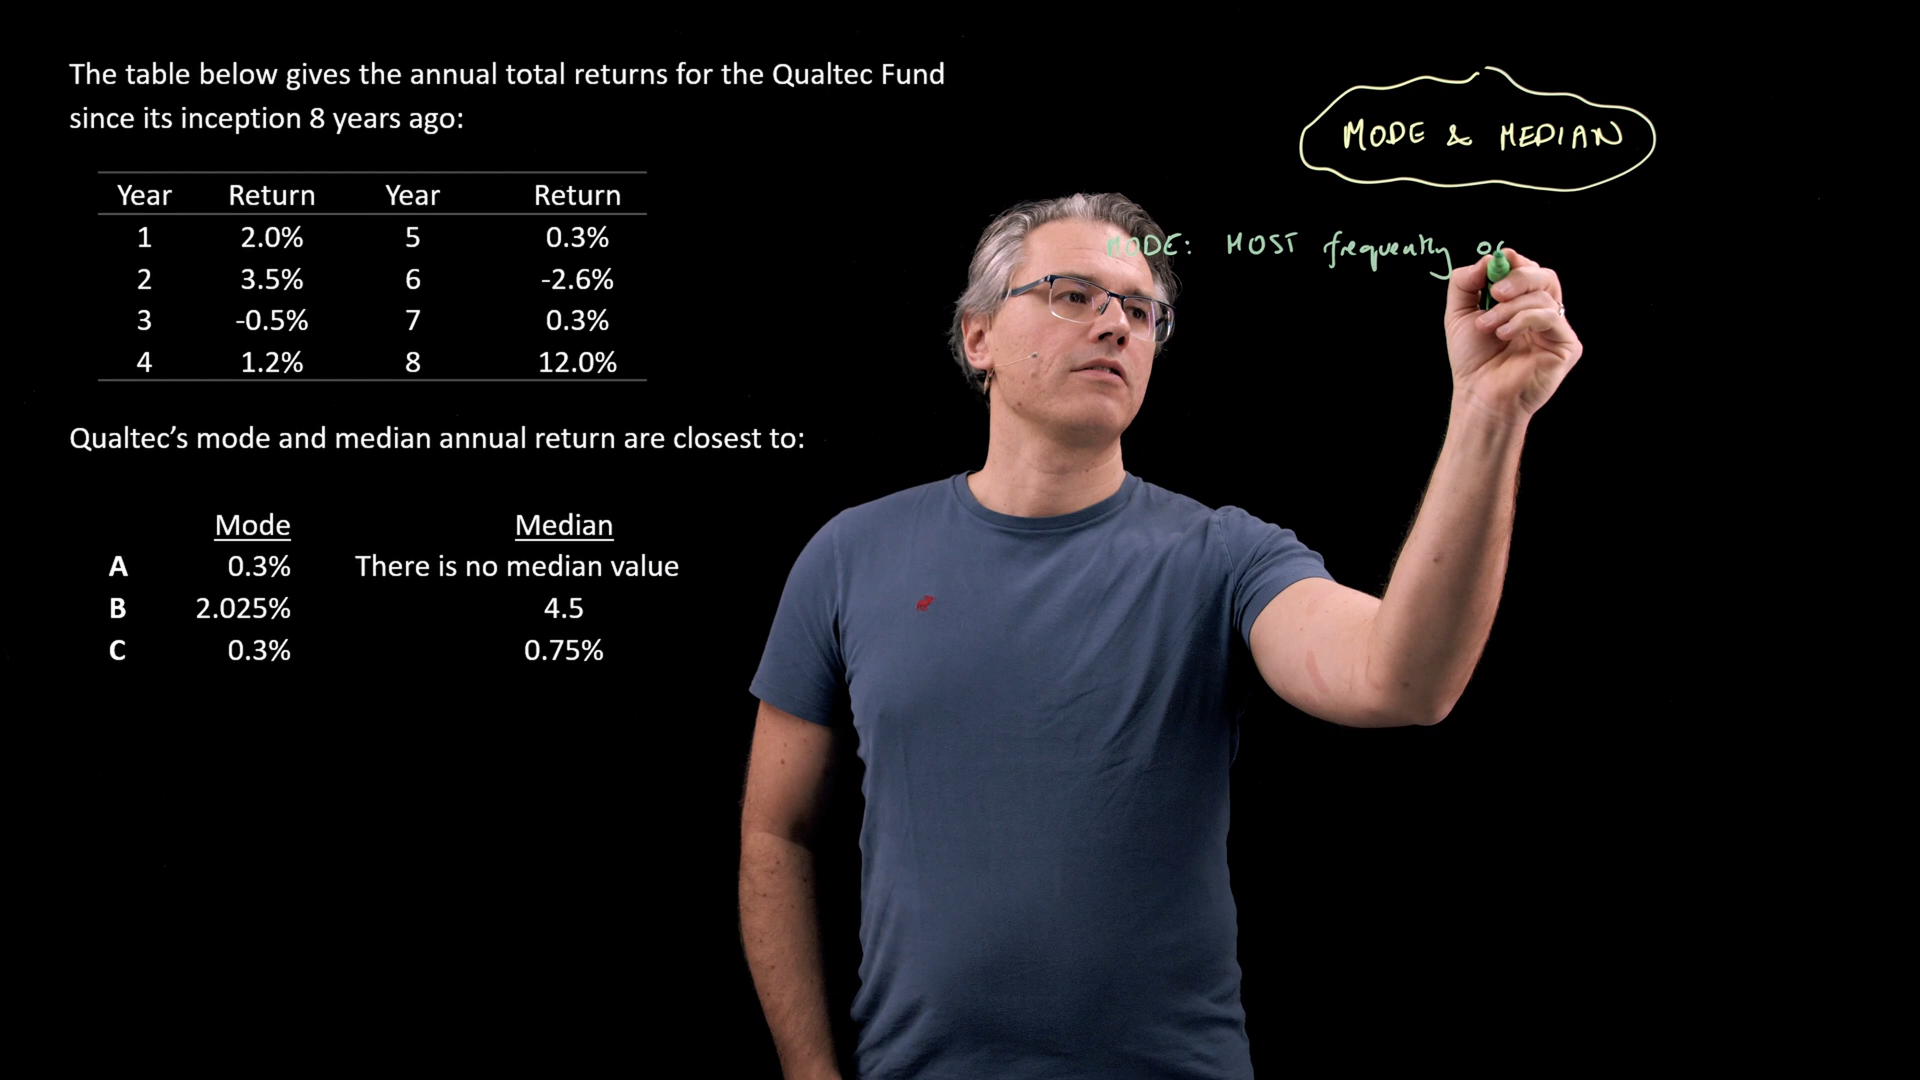 The table below gives the annual total returns for the Qualtec Fund
since its inception 8 years ago:
Year Return Year Return
1 2.0% 5 0.3%
2 3.5% 6 -2.6%
3 -0.5% 7 0.3%
4 1.2% 8 12.0%
Qualtec’s mode and median annual return are closest to:
Mode Median
A 0.3% There is no median value
B 2.025% 4.5
C 0.3% 0.75%
MODE & MEDIAN
MODE: MOST frequently